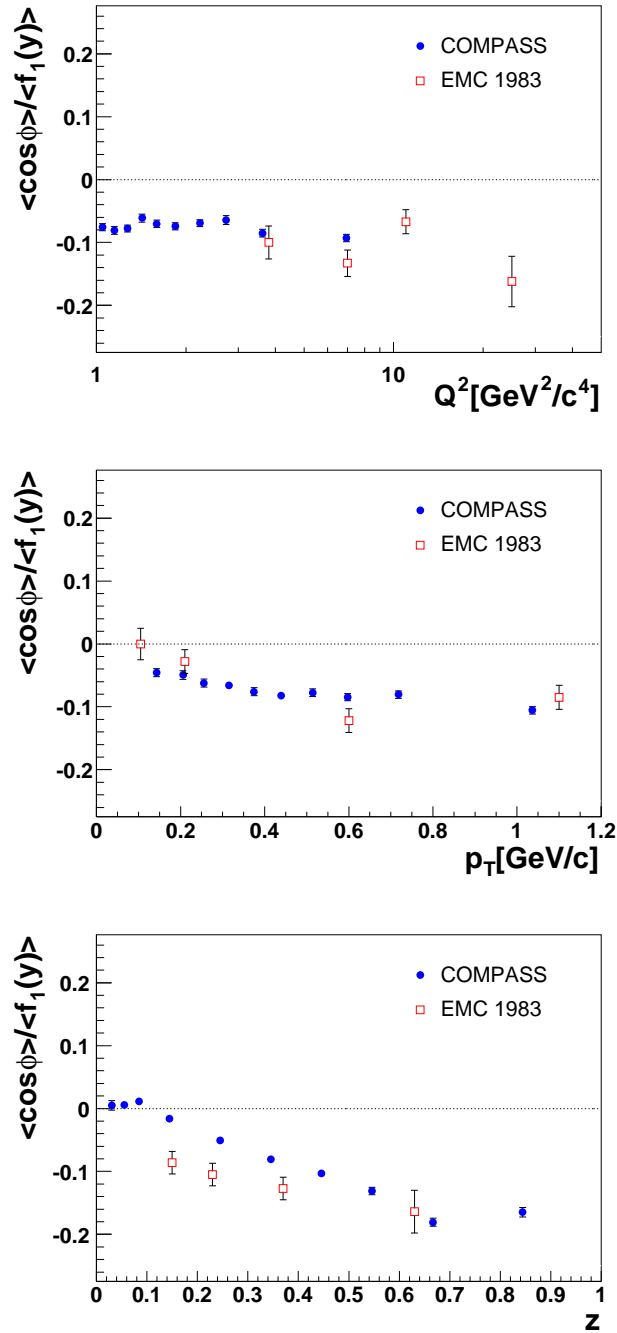 <cosϕ>/<f₁(y)>
0.2
0.1
0
-0.1
-0.2
COMPASS
EMC 1983
1
10
Q²[GeV²/c⁴]
<cosϕ>/<f₁(y)>
0.2
0.1
0
-0.1
-0.2
COMPASS
EMC 1983
0 0.2 0.4 0.6 0.8 1 1.2
p_T[GeV/c]
<cosϕ>/<f₁(y)>
0.2
0.1
0
-0.1
-0.2
COMPASS
EMC 1983
0 0.1 0.2 0.3 0.4 0.5 0.6 0.7 0.8 0.9 1
z